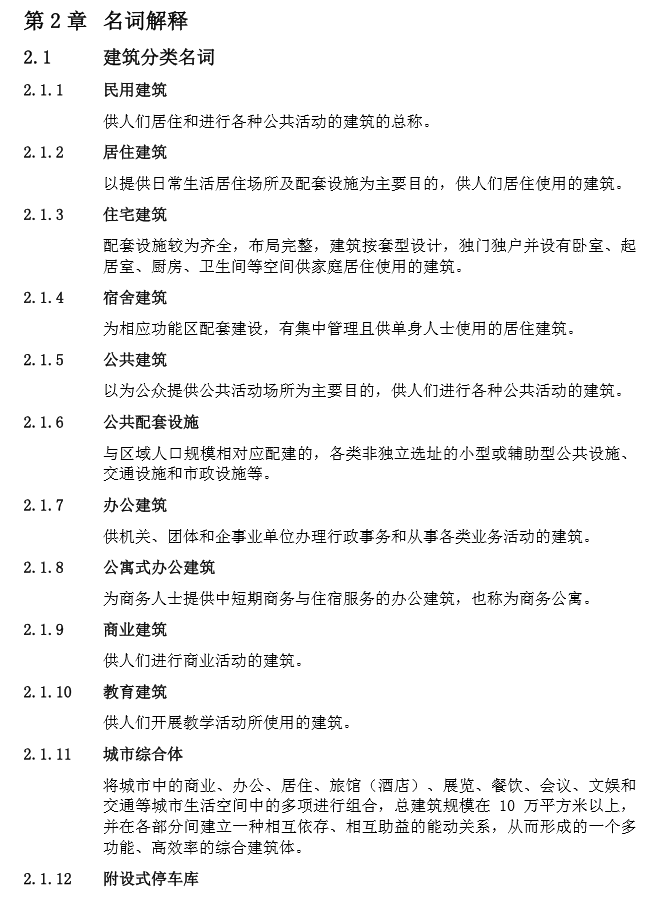 第 2 章 名词解释
2.1 建筑分类名词
2.1.1 民用建筑
供人们居住和进行各种公共活动的建筑的总称。
2.1.2 居住建筑
以提供日常生活居住场所及配套设施为主要目的，供人们居住使用的建筑。
2.1.3 住宅建筑
配套设施较为齐全，布局完整，建筑按套型设计，独门独户并设有卧室、起
居室、厨房、卫生间等空间供家庭居住使用的建筑。
2.1.4 宿舍建筑
为相应功能区配套建设，有集中管理且供单身人士使用的居住建筑。
2.1.5 公共建筑
以为公众提供公共活动场所为主要目的，供人们进行各种公共活动的建筑。
2.1.6 公共配套设施
与区域人口规模相对应配建的，各类非独立选址的小型或辅助型公共设施、
交通设施和市政设施等。
2.1.7 办公建筑
供机关、团体和企事业单位办理行政事务和从事各类业务活动的建筑。
2.1.8 公寓式办公建筑
为商务人士提供中短期商务与住宿服务的办公建筑，也称为商务公寓。
2.1.9 商业建筑
供人们进行商业活动的建筑。
2.1.10 教育建筑
供人们开展教学活动所使用的建筑。
2.1.11 城市综合体
将城市中的商业、办公、居住、旅馆（酒店）、展览、餐饮、会议、文娱和
交通等城市生活空间中的多项进行组合，总建筑规模在 10 万平方米以上，
并在各部分间建立一种相互依存、相互助益的能动关系，从而形成的一个多
功能、高效率的综合建筑体。
2.1.12 附设式停车库